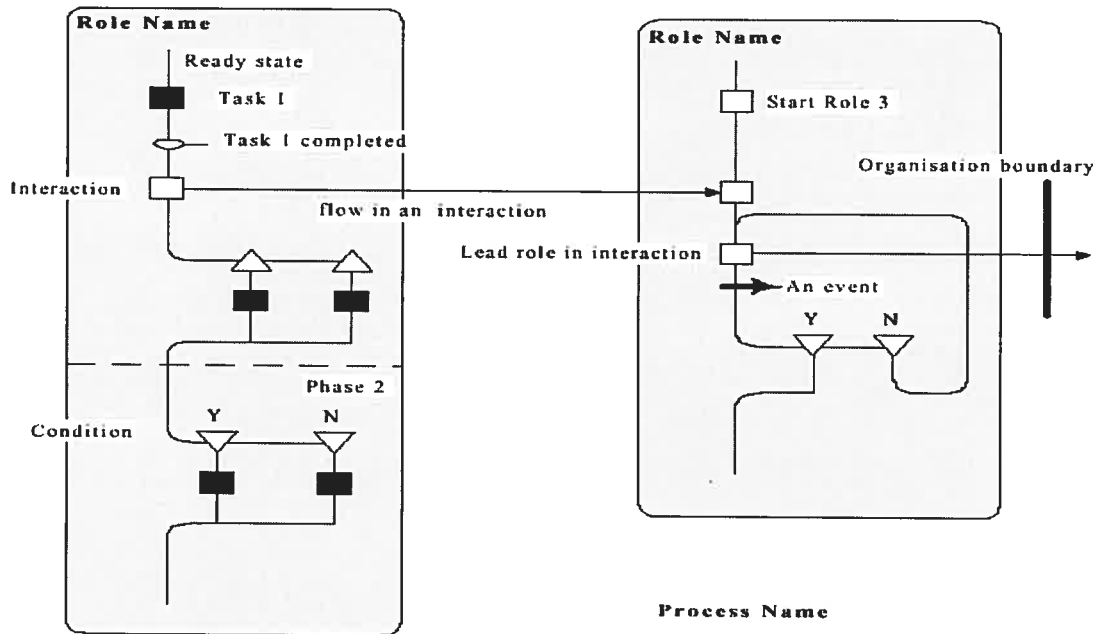 Role Name
Ready state
Task 1
Task 1 completed
Interaction
flow in an interaction
Phase 2
Y N
Condition
Role Name
Start Role 3
Organisation boundary
Lead role in interaction
An event
Y N
Process Name